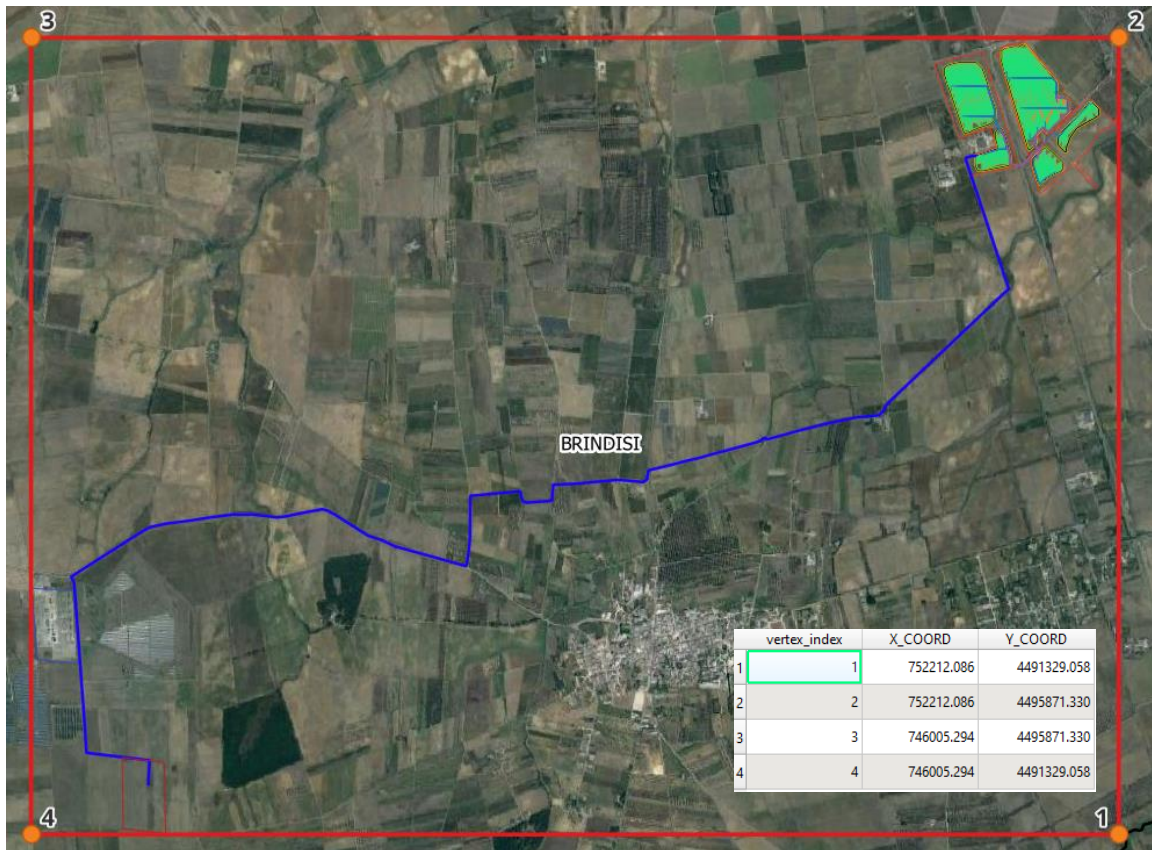 3
2
BRINDISI
vertex_index X_COORD Y_COORD
1 1 752212.086 4491329.058
2 2 752212.086 4495871.330
3 3 746005.294 4495871.330
4 4 746005.294 4491329.058
4
1